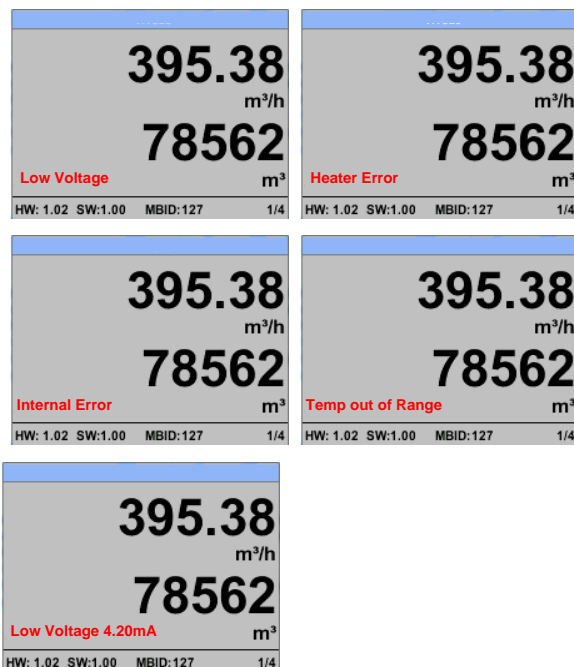 395.38
m³/h
78562
Low Voltage
m³
HW: 1.02 SW:1.00 MBID:127 1/4
395.38
m³/h
78562
Heater Error
m³
HW: 1.02 SW:1.00 MBID:127 1/4
395.38
m³/h
78562
Internal Error
m³
HW: 1.02 SW:1.00 MBID:127 1/4
395.38
m³/h
78562
Temp out of Range
m³
HW: 1.02 SW:1.00 MBID:127 1/4
395.38
m³/h
78562
Low Voltage 4.20mA
m³
HW: 1.02 SW:1.00 MBID:127 1/4